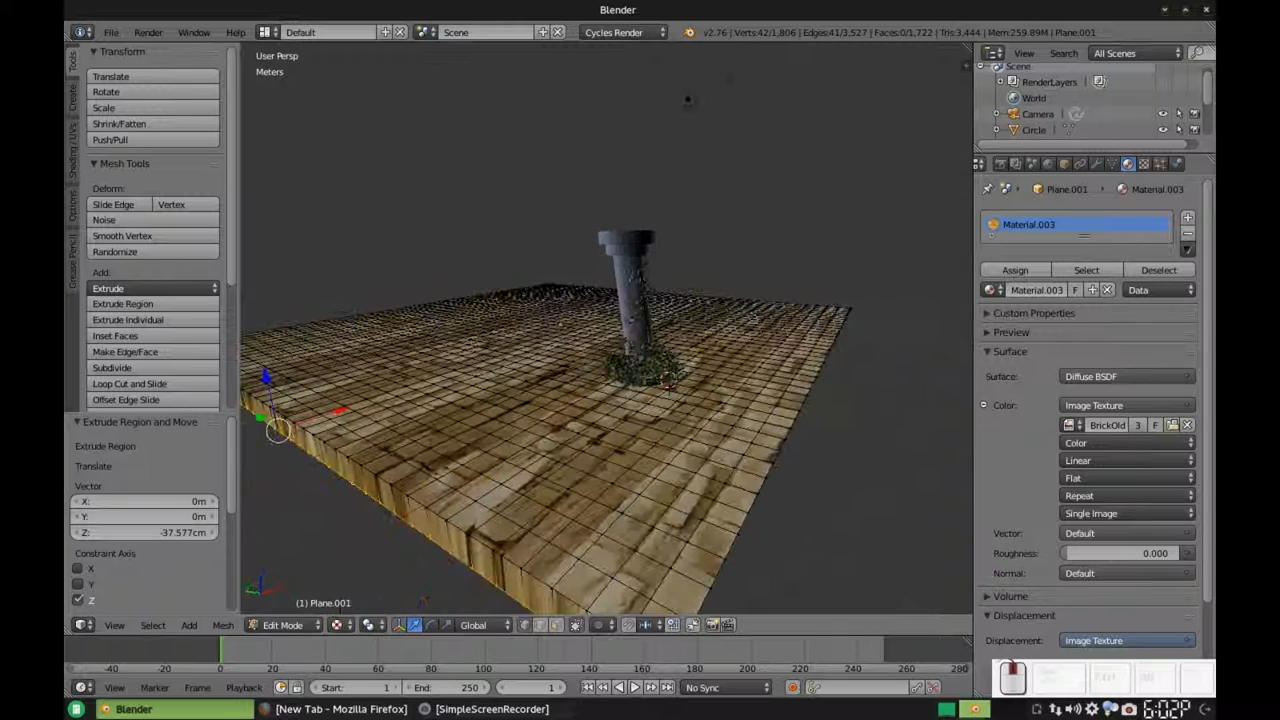 Blender
File Render Window Help Default Scene Cycles Render v2.76 | Verts:42/1,806 | Edges:41/3,527 | Faces:0/1,722 | Tris:3,444 | Mem:259.89M | Plane.001
Transform
Translate
Rotate
Scale
Shrink/Fatten
Push/Pull
Mesh Tools
Deform:
Slide Edge Vertex
Noise
Smooth Vertex
Randomize
Add:
Extrude
Extrude Region
Extrude Individual
Inset Faces
Make Edge/Face
Subdivide
Loop Cut and Slide
Offset Edge Slide
Tools
Create
Shading / UVs
Options
Grease Pencil
Extrude Region and Move
Extrude Region
Translate
Vector
X: 0m
Y: 0m
Z: -37.577cm
Constraint Axis
X
Y
Z
User Persp
Meters
(1) Plane.001
View Select Add Mesh Edit Mode Global
View Search All Scenes
Scene
RenderLayers
World
Camera
Circle
Plane.001 Material.003
Material.003
Assign Select Deselect
Material.003 F Data
Custom Properties
Preview
Surface
Surface: Diffuse BSDF
Color: Image Texture
BrickOld 3 F
Color
Linear
Flat
Repeat
Single Image
Vector: Default
Roughness: 0.000
Normal: Default
Volume
Displacement
Displacement: Image Texture
-40 -20 0 20 40 60 80 100 120 140 160 180 200 220 240 260 280
View Marker Frame Playback Start: 1 End: 250 1 No Sync
Blender [New Tab - Mozilla Firefox] [SimpleScreenRecorder] 6:02P